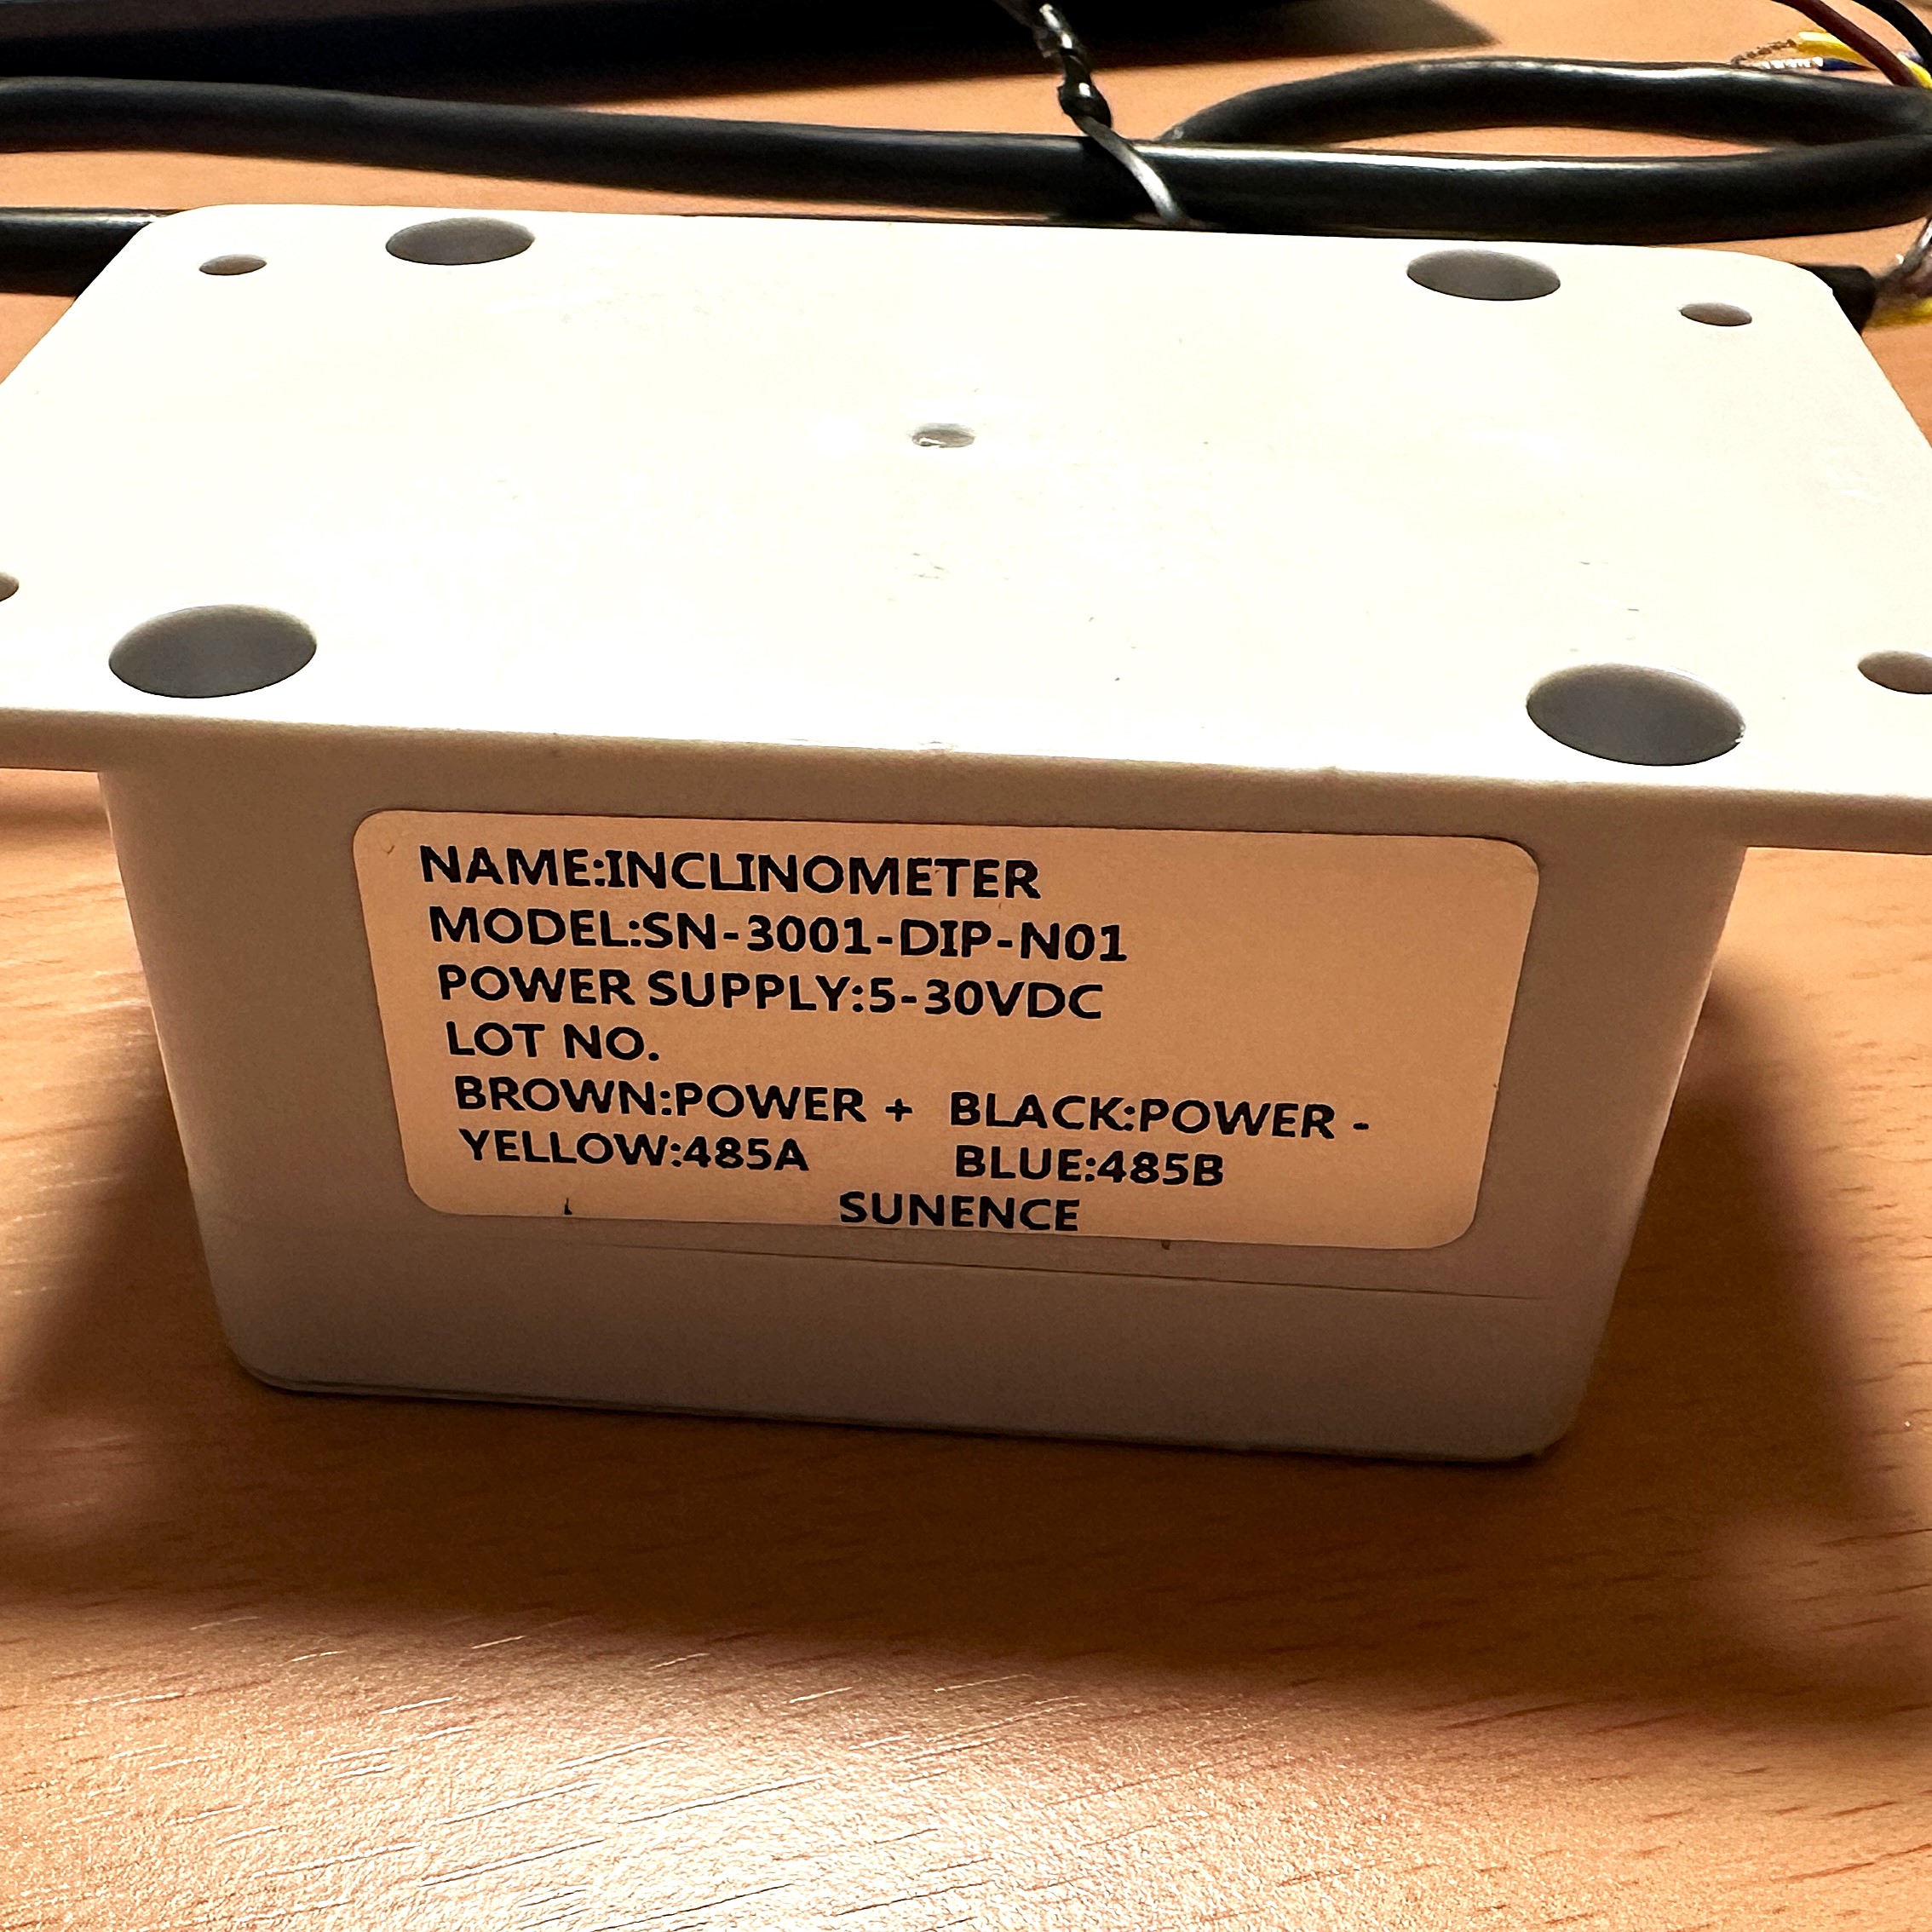 NAME:INCLINOMETER
MODEL:SN-3001-DIP-N01
POWER SUPPLY:5-30VDC
LOT NO.
BROWN:POWER + BLACK:POWER -
YELLOW:485A BLUE:485B
SUNENCE